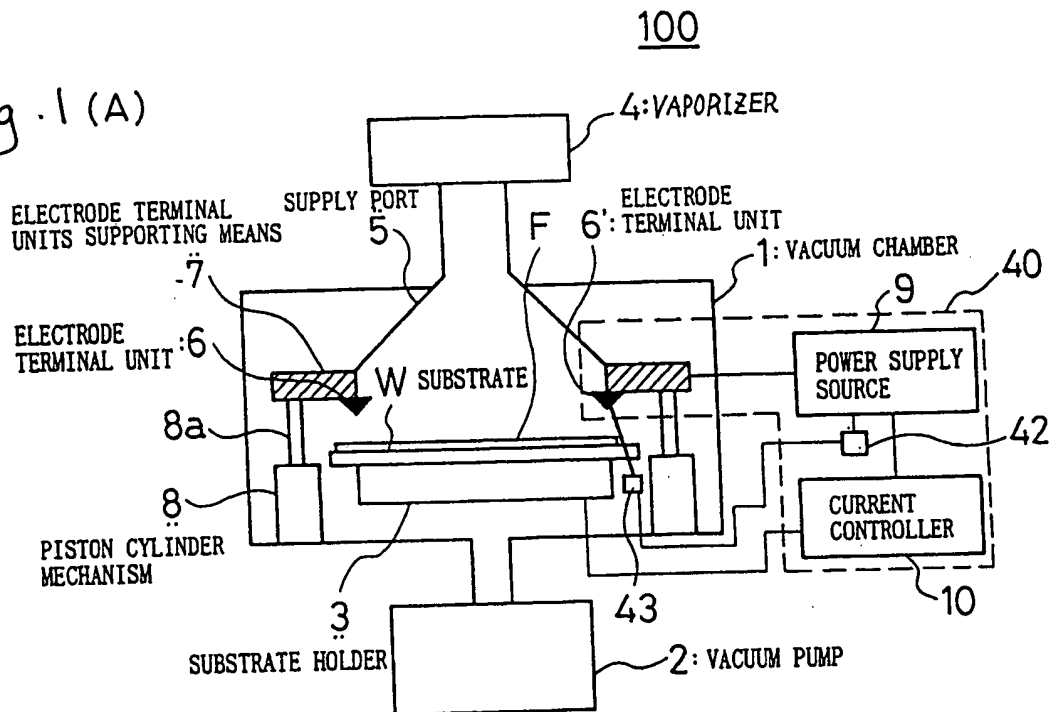 100
g.1 (A)
4:VAPORIZER
SUPPLY PORT
5
ELECTRODE TERMINAL
UNITS SUPPORTING MEANS
7
F
6': ELECTRODE
TERMINAL UNIT
1: VACUUM CHAMBER
40
9
ELECTRODE
TERMINAL UNIT :6
W SUBSTRATE
POWER SUPPLY
SOURCE
8a
42
8
PISTON CYLINDER
MECHANISM
CURRENT
CONTROLLER
43
10
3
SUBSTRATE HOLDER
2: VACUUM PUMP